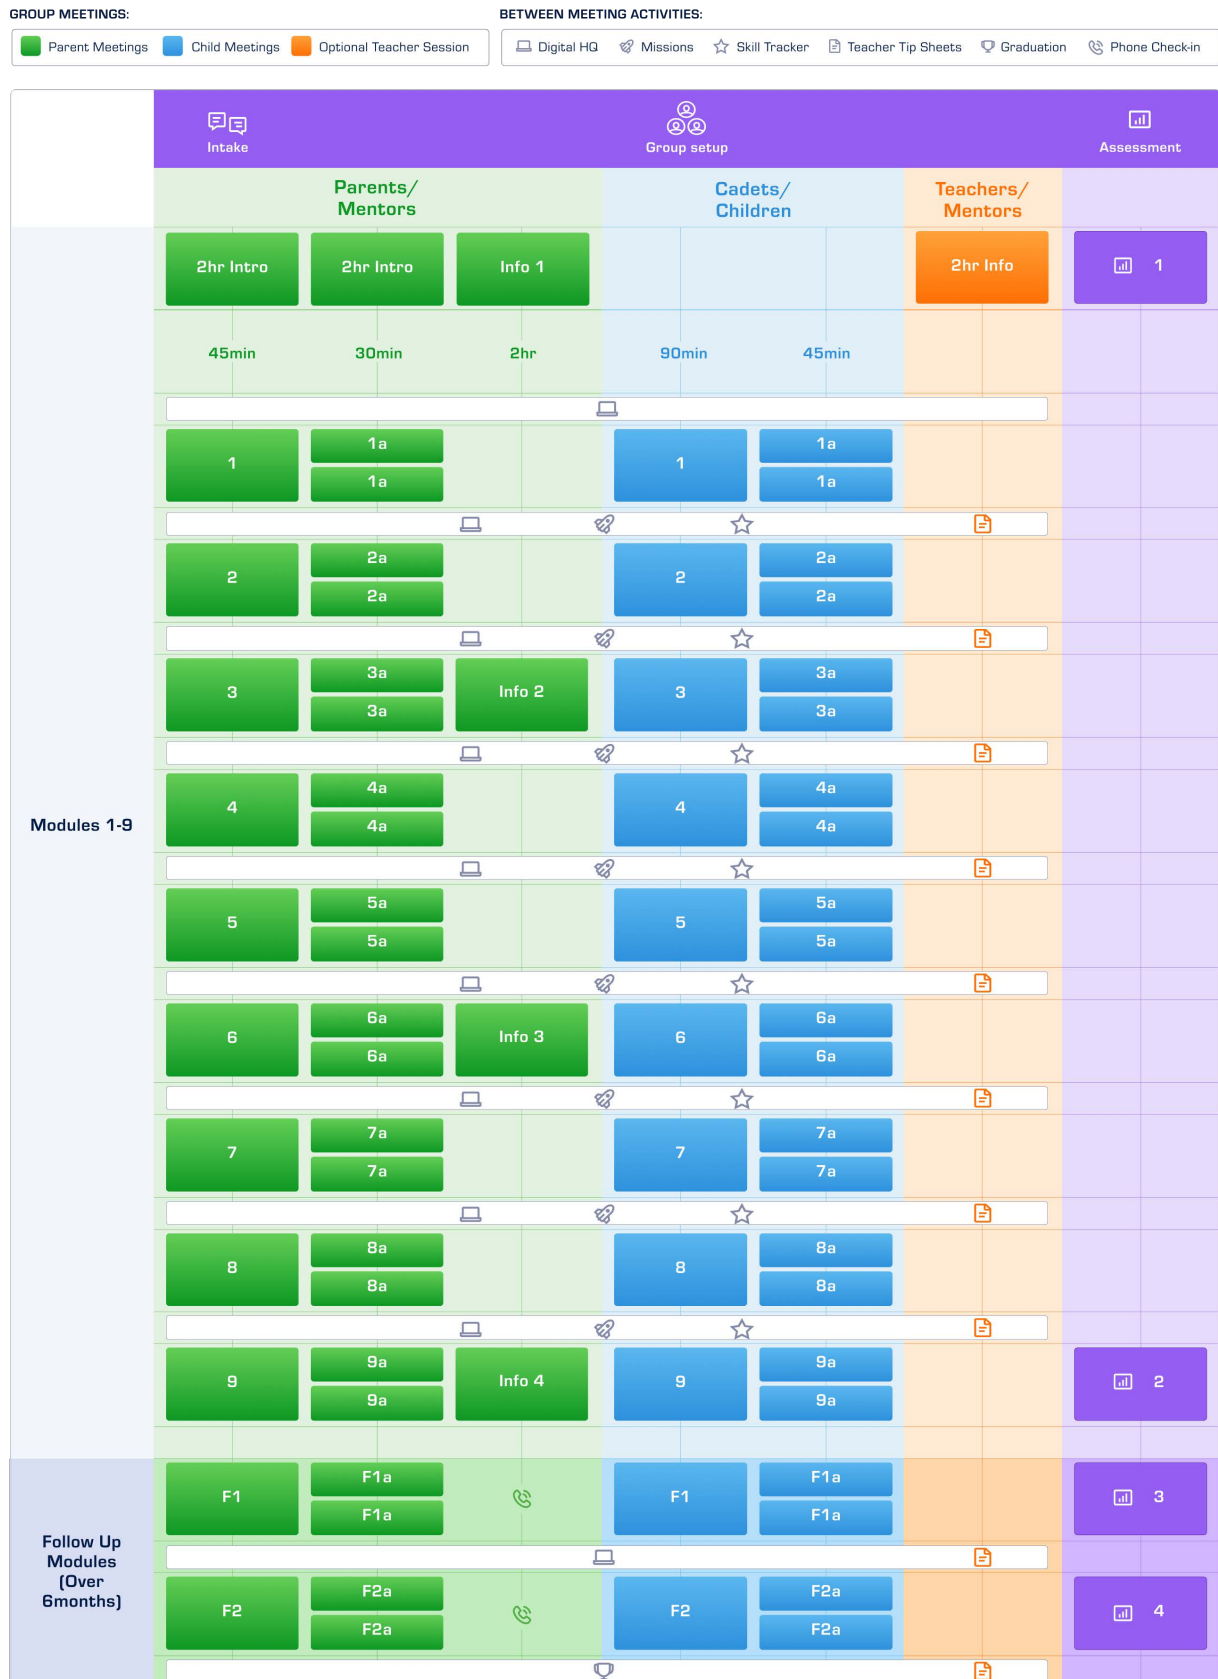 GROUP MEETINGS:
BETWEEN MEETING ACTIVITIES:
Parent Meetings Child Meetings Optional Teacher Session
Digital HQ Missions Skill Tracker Teacher Tip Sheets Graduation Phone Check-in
Intake Group setup Assessment
Parents/
Mentors
Cadets/
Children
Teachers/
Mentors
2hr Intro 2hr Intro Info 1 2hr Info 1
45min 30min 2hr 90min 45min
Modules 1-9
1 1a 1 1a
1a 1a
2 2a 2 2a
2a 2a
3 3a Info 2 3 3a
3a 3a
4 4a 4 4a
4a 4a
5 5a 5 5a
5a 5a
6 6a Info 3 6 6a
6a 6a
7 7a 7 7a
7a 7a
8 8a 8 8a
8a 8a
9 9a Info 4 9 9a 2
9a 9a
Follow Up
Modules
(Over
6months)
F1 F1a F1 F1a 3
F1a F1a
F2 F2a F2 F2a 4
F2a F2a